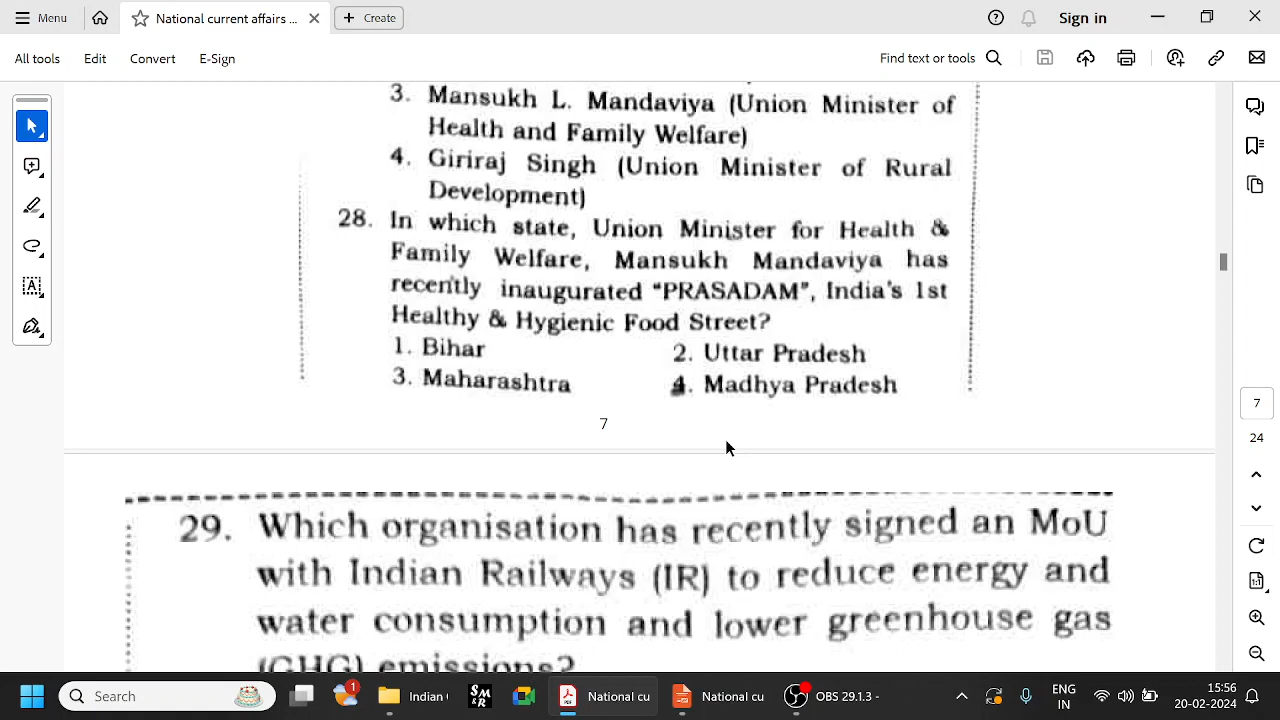 Menu
National current affairs ...
Create
Sign in
All tools
Edit
Convert
E-Sign
Find text or tools
3. Mansukh L. Mandaviya (Union Minister of
Health and Family Welfare)
4. Giriraj Singh (Union Minister of Rural
Development)
28. In which state, Union Minister for Health &
Family Welfare, Mansukh Mandaviya has
recently inaugurated "PRASADAM", India's 1st
Healthy & Hygienic Food Street?
1. Bihar
2. Uttar Pradesh
3. Maharashtra
4. Madhya Pradesh
7
29. Which organisation has recently signed an MoU
with Indian Railways (IR) to reduce energy and
water consumption and lower greenhouse gas
(GHG) emissions?
7
24
Search
1
Indian
S M & R
National cu
National cu
OBS 29.1.3 -
ENG
IN
15:56
20-02-2024